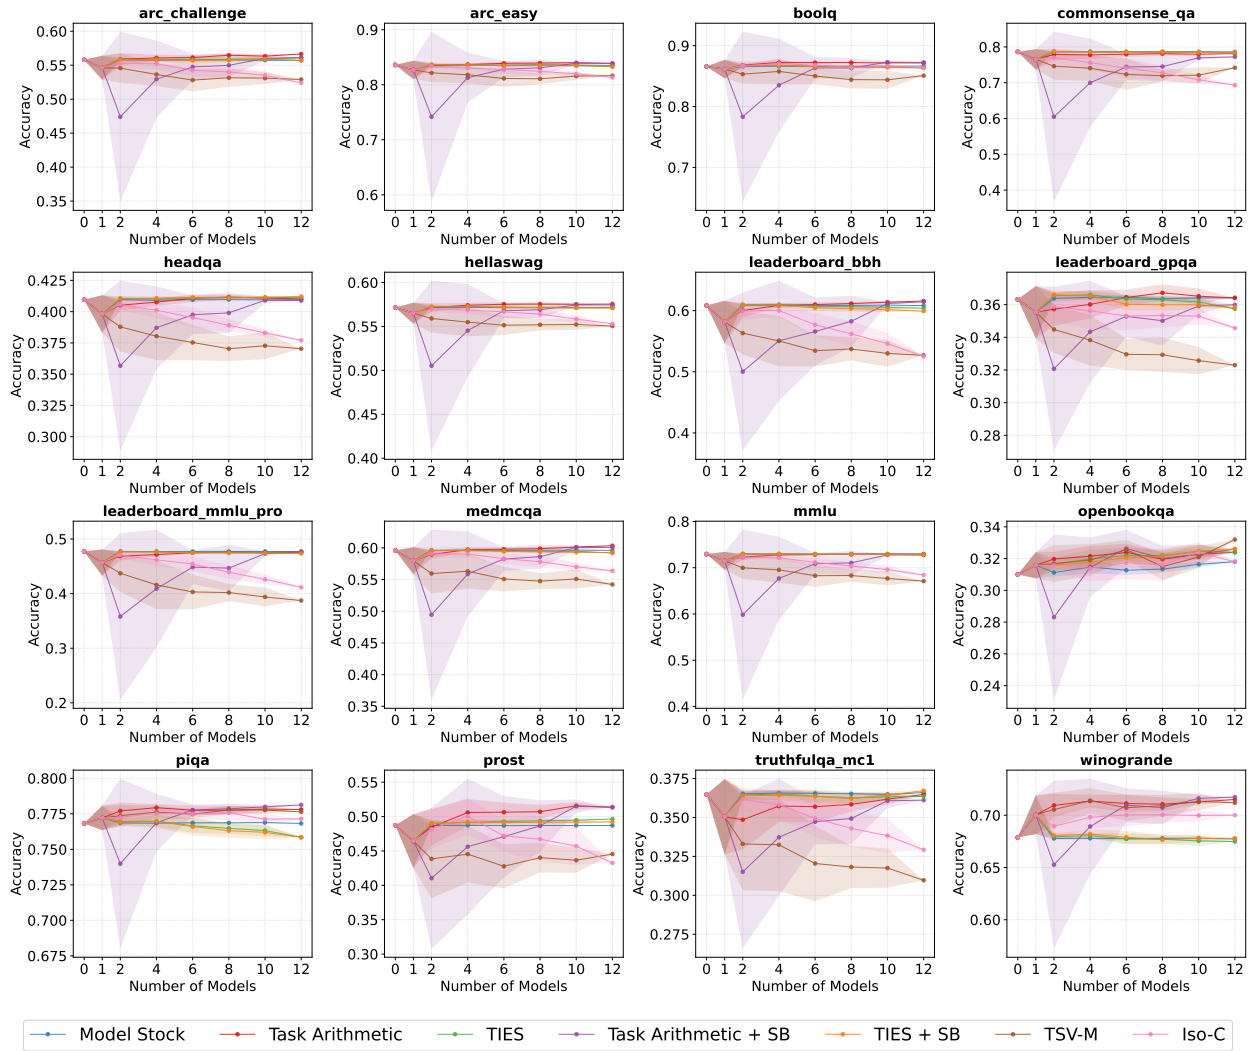 arc_challenge
0.60
0.55
0.50
0.45
0.40
0.35
Accuracy
0 1 2 4 6 8 10 12
Number of Models
arc_easy
0.9
0.8
0.7
0.6
Accuracy
0 1 2 4 6 8 10 12
Number of Models
boolq
0.9
0.8
0.7
Accuracy
0 1 2 4 6 8 10 12
Number of Models
commonsense_qa
0.8
0.7
0.6
0.5
0.4
Accuracy
0 1 2 4 6 8 10 12
Number of Models
headqa
0.425
0.400
0.375
0.350
0.325
0.300
Accuracy
0 1 2 4 6 8 10 12
Number of Models
hellaswag
0.60
0.55
0.50
0.45
0.40
Accuracy
0 1 2 4 6 8 10 12
Number of Models
leaderboard_bbh
0.6
0.5
0.4
Accuracy
0 1 2 4 6 8 10 12
Number of Models
leaderboard_gpqa
0.36
0.34
0.32
0.30
0.28
Accuracy
0 1 2 4 6 8 10 12
Number of Models
leaderboard_mmlu_pro
0.5
0.4
0.3
0.2
Accuracy
0 1 2 4 6 8 10 12
Number of Models
medmcqa
0.60
0.55
0.50
0.45
0.40
0.35
Accuracy
0 1 2 4 6 8 10 12
Number of Models
mmlu
0.8
0.7
0.6
0.5
0.4
Accuracy
0 1 2 4 6 8 10 12
Number of Models
openbookqa
0.34
0.32
0.30
0.28
0.26
0.24
Accuracy
0 1 2 4 6 8 10 12
Number of Models
piqa
0.800
0.775
0.750
0.725
0.700
0.675
Accuracy
0 1 2 4 6 8 10 12
Number of Models
prost
0.55
0.50
0.45
0.40
0.35
0.30
Accuracy
0 1 2 4 6 8 10 12
Number of Models
truthfulqa_mc1
0.375
0.350
0.325
0.300
0.275
Accuracy
0 1 2 4 6 8 10 12
Number of Models
winogrande
0.70
0.65
0.60
Accuracy
0 1 2 4 6 8 10 12
Number of Models
Model Stock Task Arithmetic TIES Task Arithmetic + SB TIES + SB TSV-M Iso-C